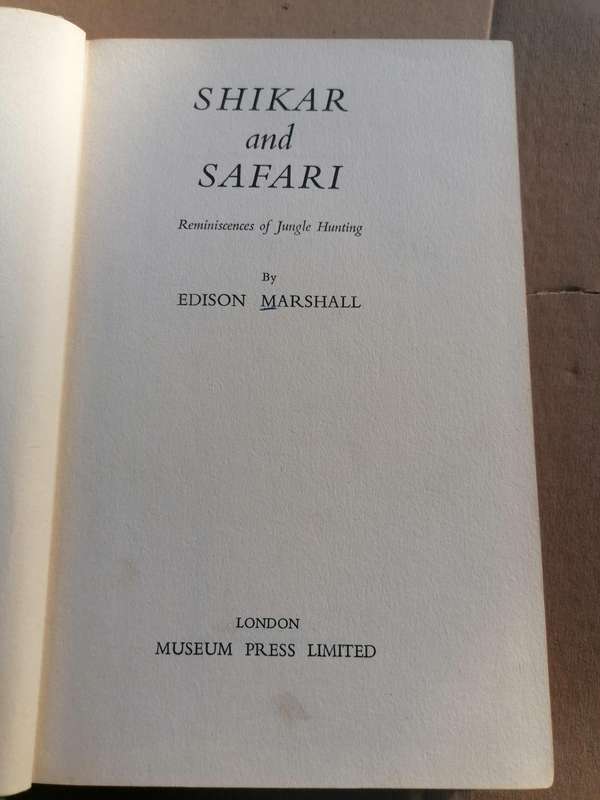 SHIKAR
and
SAFARI
Reminiscences of Jungle Hunting
By
EDISON MARSHALL
LONDON
MUSEUM PRESS LIMITED